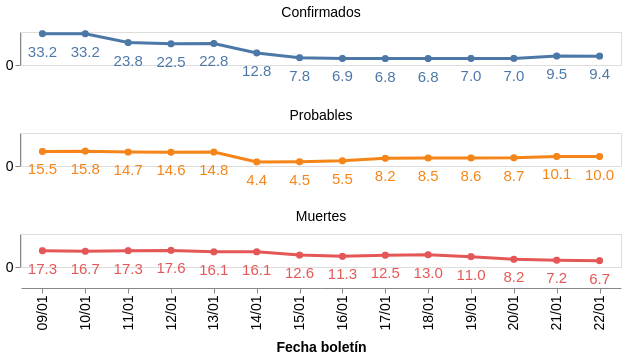 Confirmados
0
33.2 33.2 23.8 22.5 22.8 12.8 7.8 6.9 6.8 6.8 7.0 7.0 9.5 9.4
Probables
0
15.5 15.8 14.7 14.6 14.8 4.4 4.5 5.5 8.2 8.5 8.6 8.7 10.1 10.0
Muertes
0
17.3 16.7 17.3 17.6 16.1 16.1 12.6 11.3 12.5 13.0 11.0 8.2 7.2 6.7
09/01 10/01 11/01 12/01 13/01 14/01 15/01 16/01 17/01 18/01 19/01 20/01 21/01 22/01
Fecha boletín